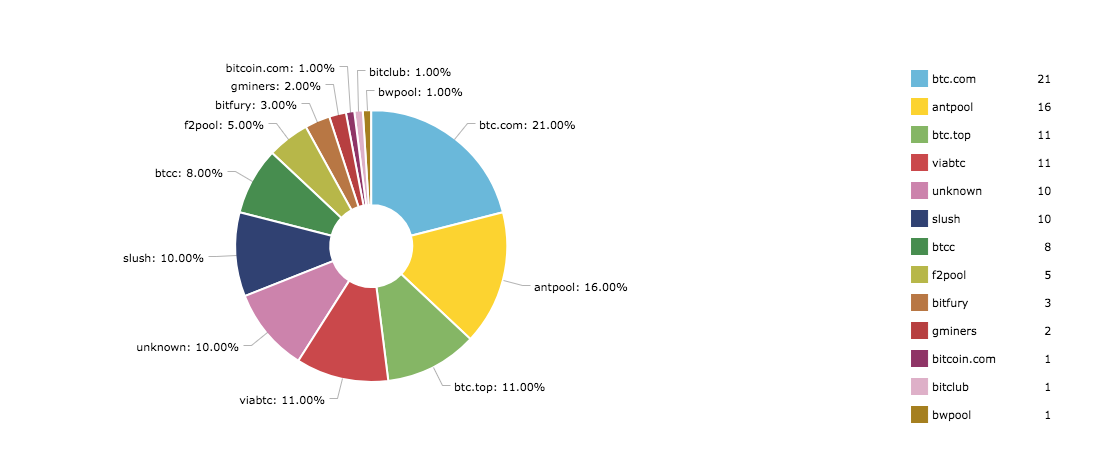 bitcoin.com: 1.00%
bitclub: 1.00%
gminers: 2.00%
bwpool: 1.00%
bitfury: 3.00%
f2pool: 5.00%
btc.com: 21.00%
btcc: 8.00%
slush: 10.00%
antpool: 16.00%
unknown: 10.00%
btc.top: 11.00%
viabtc: 11.00%
btc.com 21
antpool 16
btc.top 11
viabtc 11
unknown 10
slush 10
btcc 8
f2pool 5
bitfury 3
gminers 2
bitcoin.com 1
bitclub 1
bwpool 1